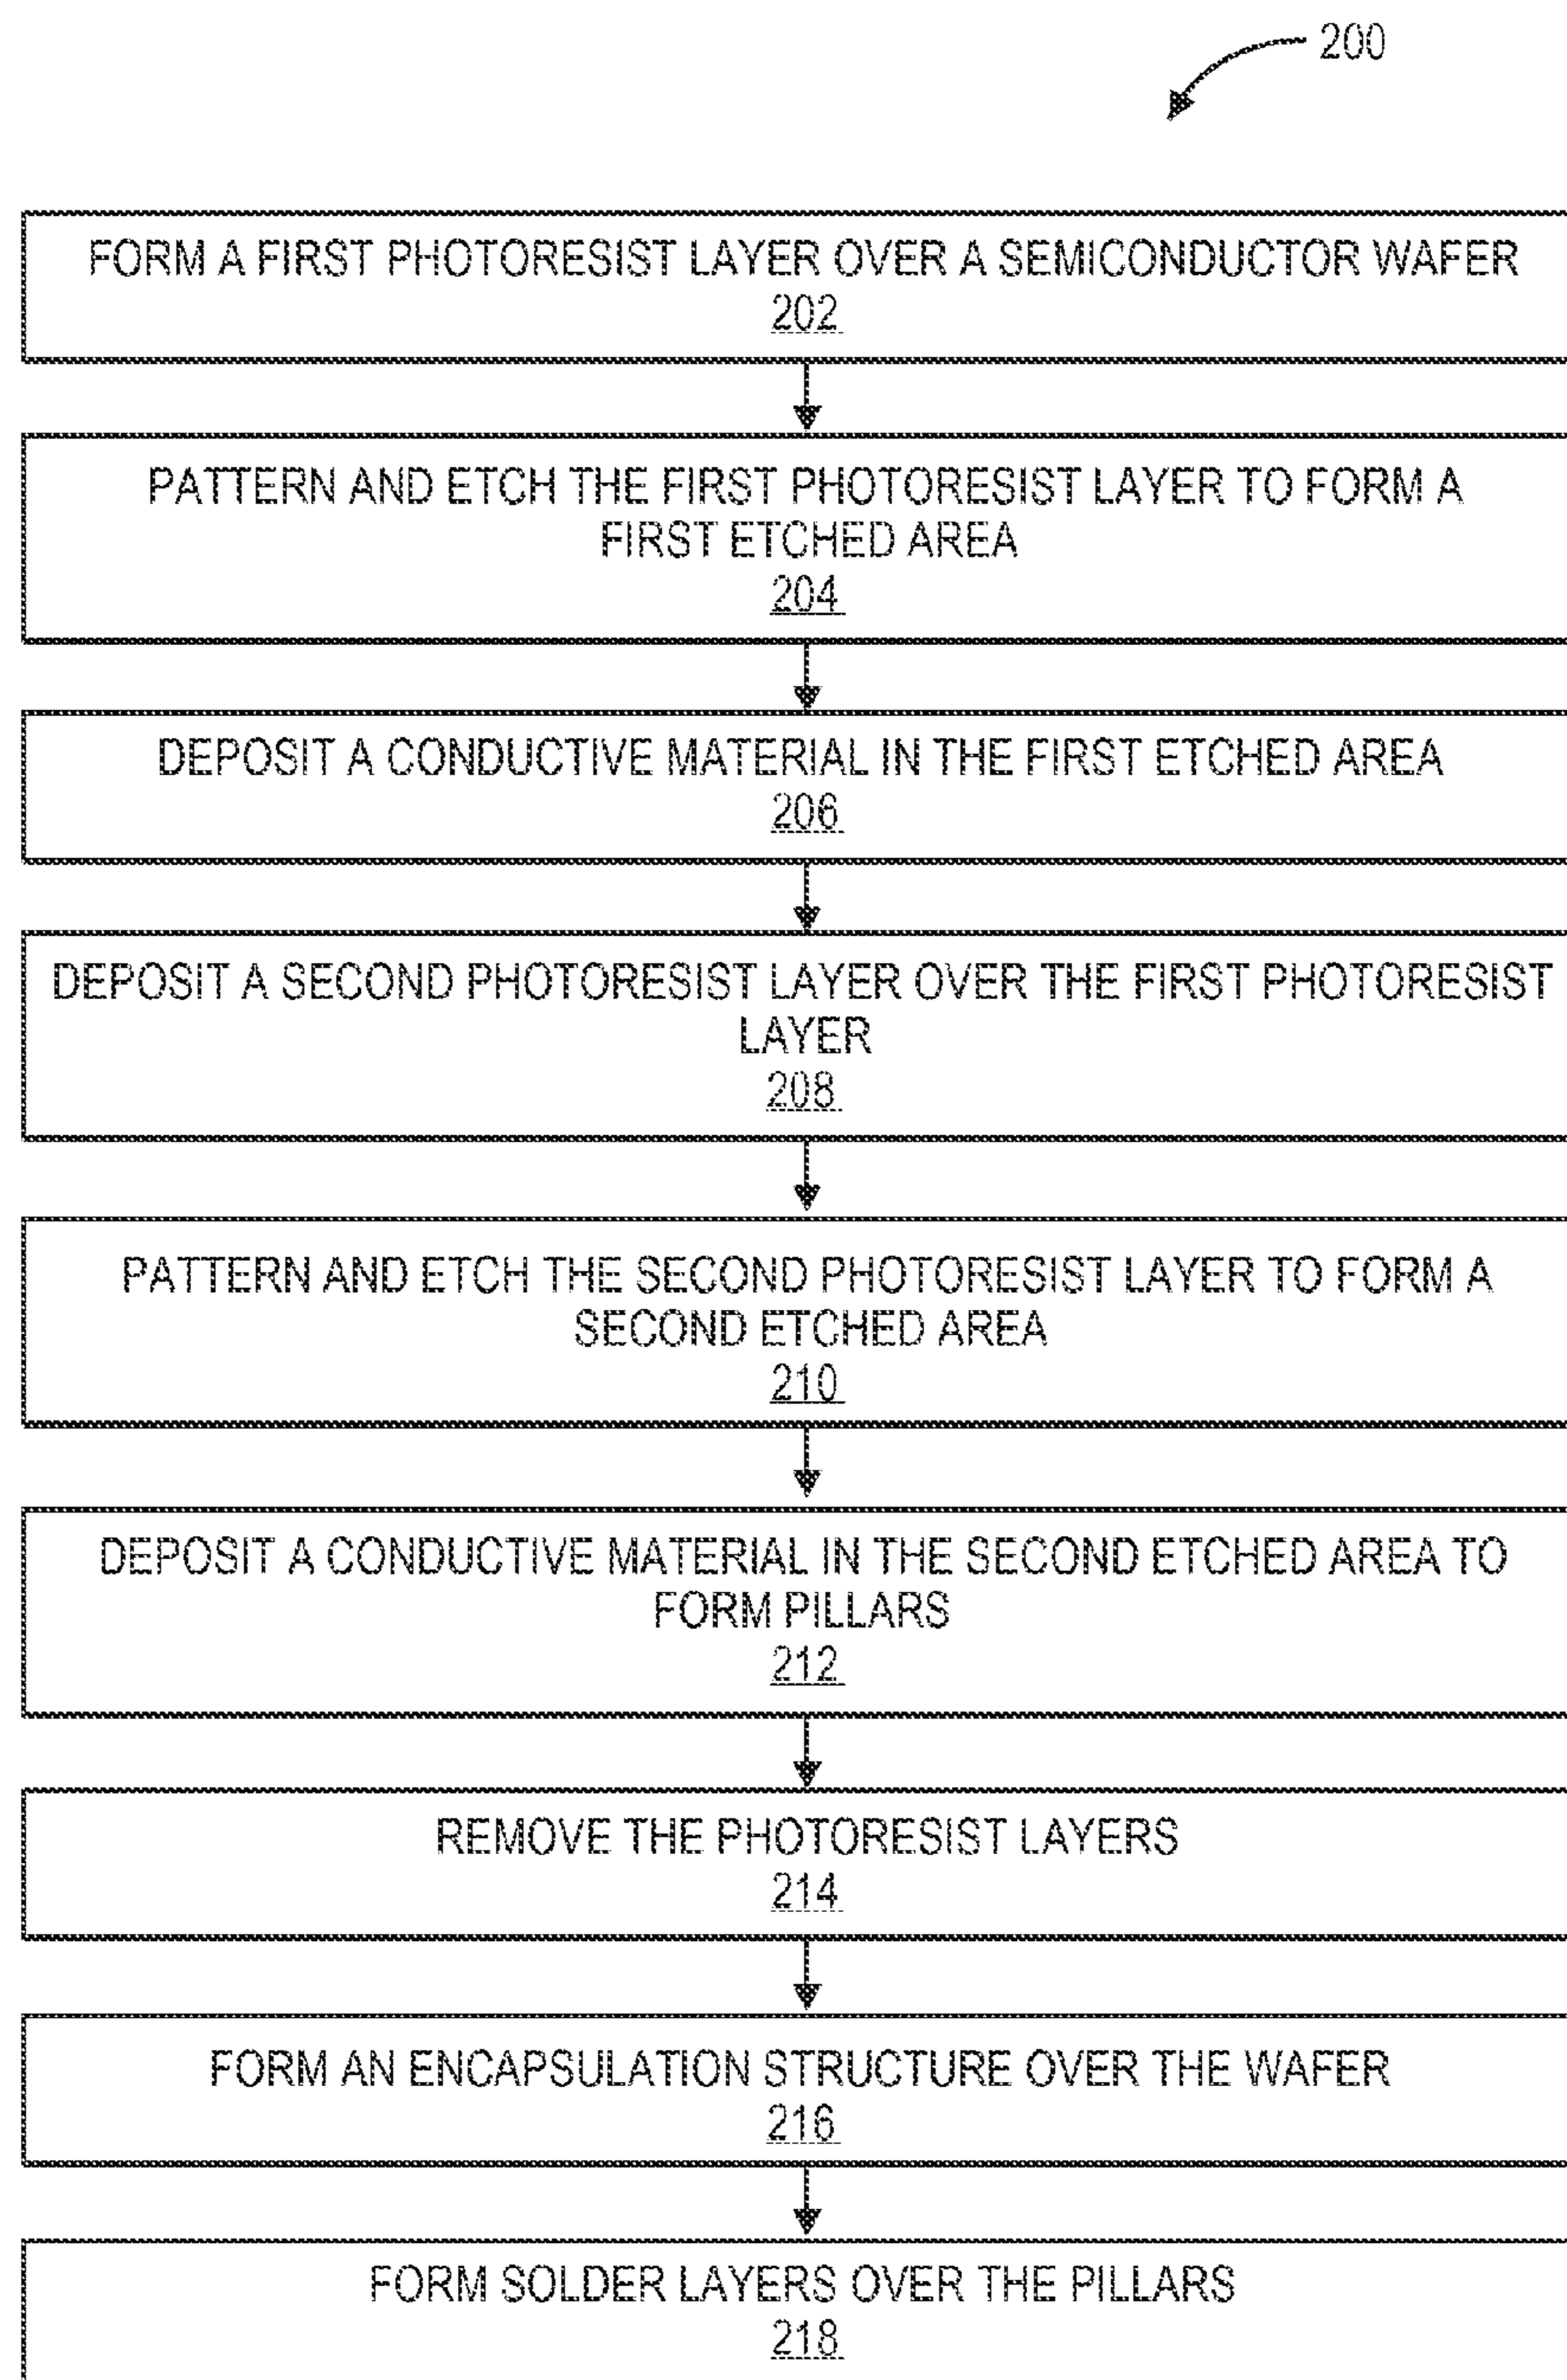 200
FORM A FIRST PHOTORESIST LAYER OVER A SEMICONDUCTOR WAFER
202
PATTERN AND ETCH THE FIRST PHOTORESIST LAYER TO FORM A
FIRST ETCHED AREA
204
DEPOSIT A CONDUCTIVE MATERIAL IN THE FIRST ETCHED AREA
206
DEPOSIT A SECOND PHOTORESIST LAYER OVER THE FIRST PHOTORESIST
LAYER
208
PATTERN AND ETCH THE SECOND PHOTORESIST LAYER TO FORM A
SECOND ETCHED AREA
210
DEPOSIT A CONDUCTIVE MATERIAL IN THE SECOND ETCHED AREA TO
FORM PILLARS
212
REMOVE THE PHOTORESIST LAYERS
214
FORM AN ENCAPSULATION STRUCTURE OVER THE WAFER
216
FORM SOLDER LAYERS OVER THE PILLARS
218